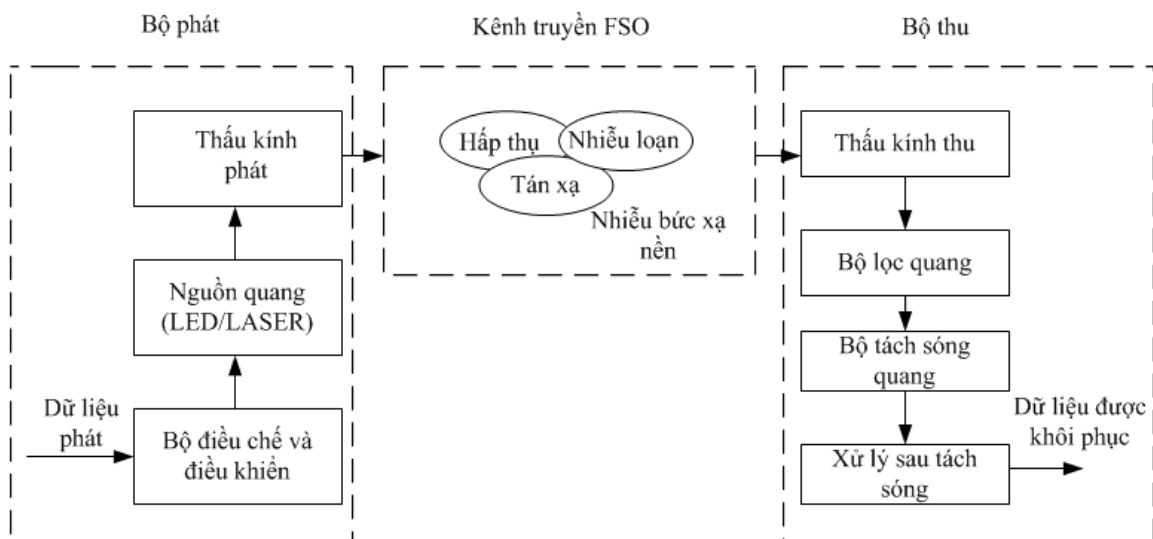 Bộ phát
Kênh truyền FSO
Bộ thu
Thấu kính
phát
Nguồn quang
(LED/LASER)
Dữ liệu
phát
Bộ điều chế và
điều khiển
Hấp thụ
Nhiễu loạn
Tán xạ
Nhiễu bức xạ
nền
Thấu kính thu
Bộ lọc quang
Bộ tách sóng
quang
Xử lý sau tách
sóng
Dữ liệu được
khôi phục